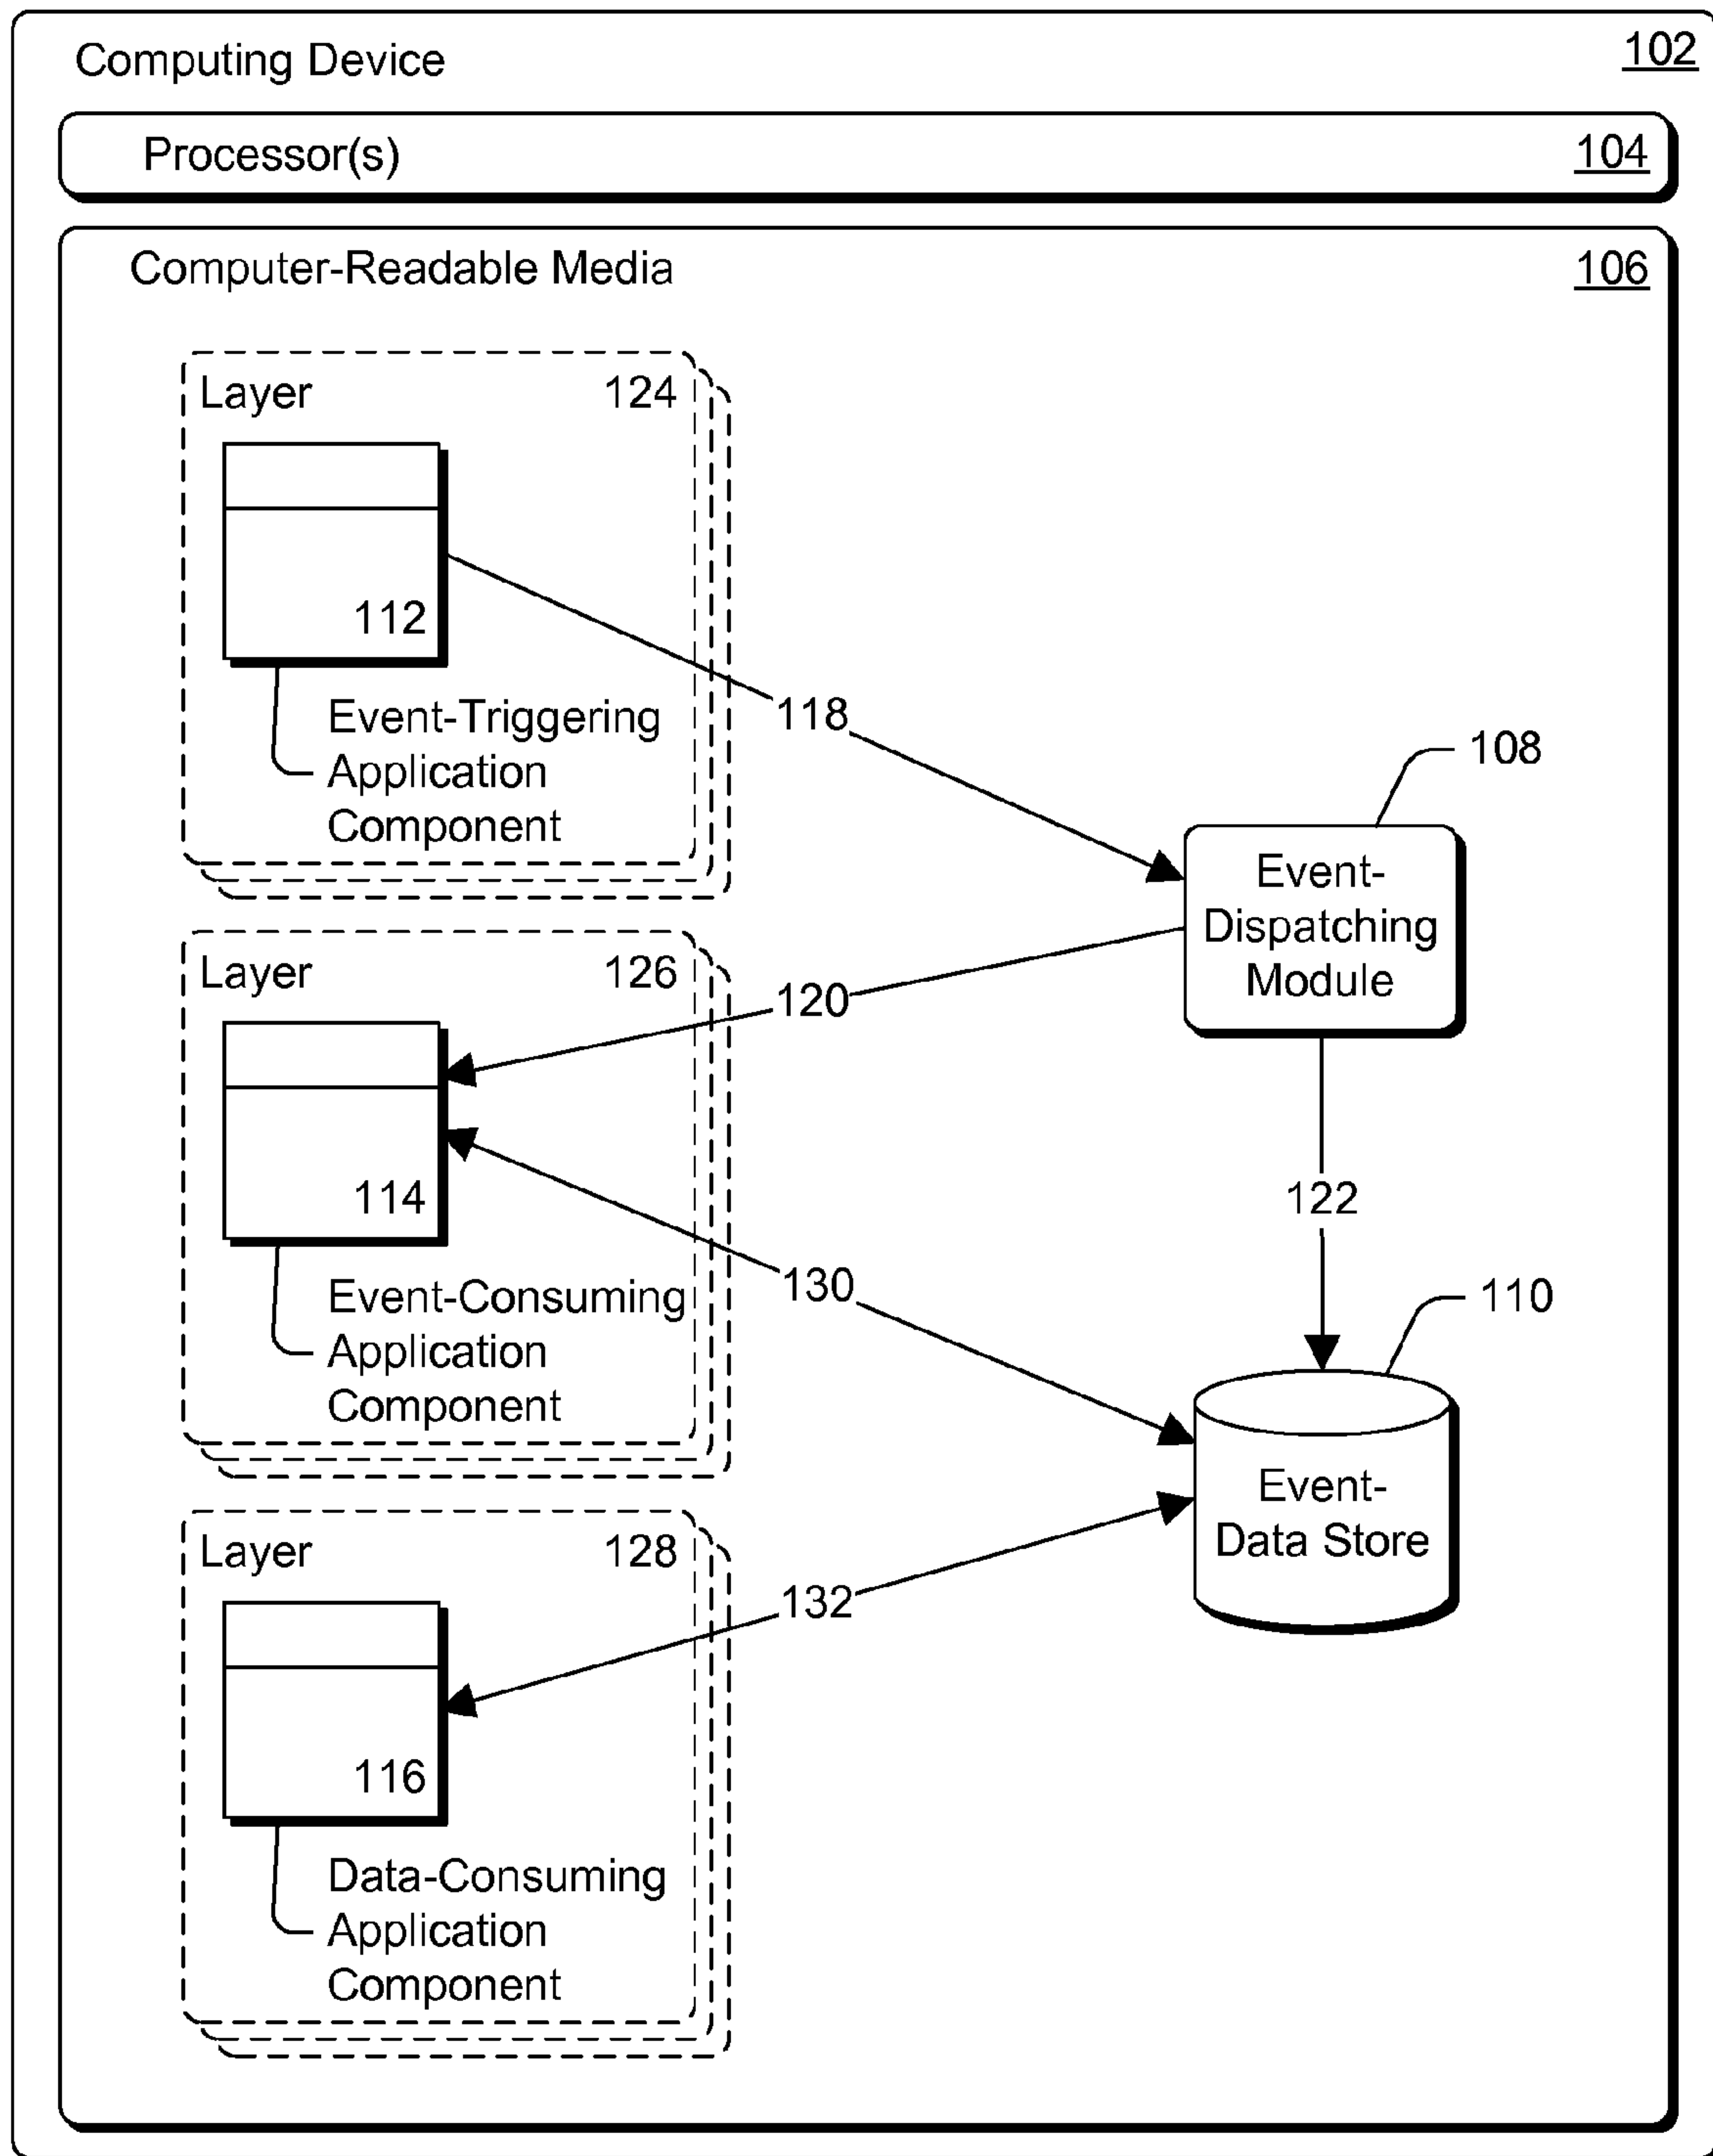 Computing Device 102
Processor(s) 104
Computer-Readable Media 106
Layer 124
112
Event-Triggering
Application
Component
118
108
Event-
Dispatching
Module
Layer 126
120
114
122
Event-Consuming
Application
Component
130
110
Event-
Data Store
Layer 128
132
116
Data-Consuming
Application
Component